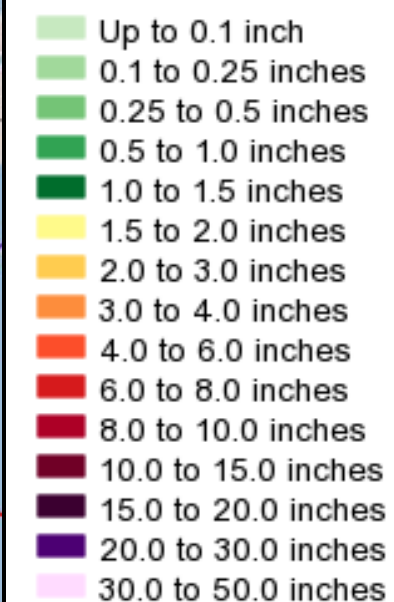 Up to 0.1 inch
0.1 to 0.25 inches
0.25 to 0.5 inches
0.5 to 1.0 inches
1.0 to 1.5 inches
1.5 to 2.0 inches
2.0 to 3.0 inches
3.0 to 4.0 inches
4.0 to 6.0 inches
6.0 to 8.0 inches
8.0 to 10.0 inches
10.0 to 15.0 inches
15.0 to 20.0 inches
20.0 to 30.0 inches
30.0 to 50.0 inches